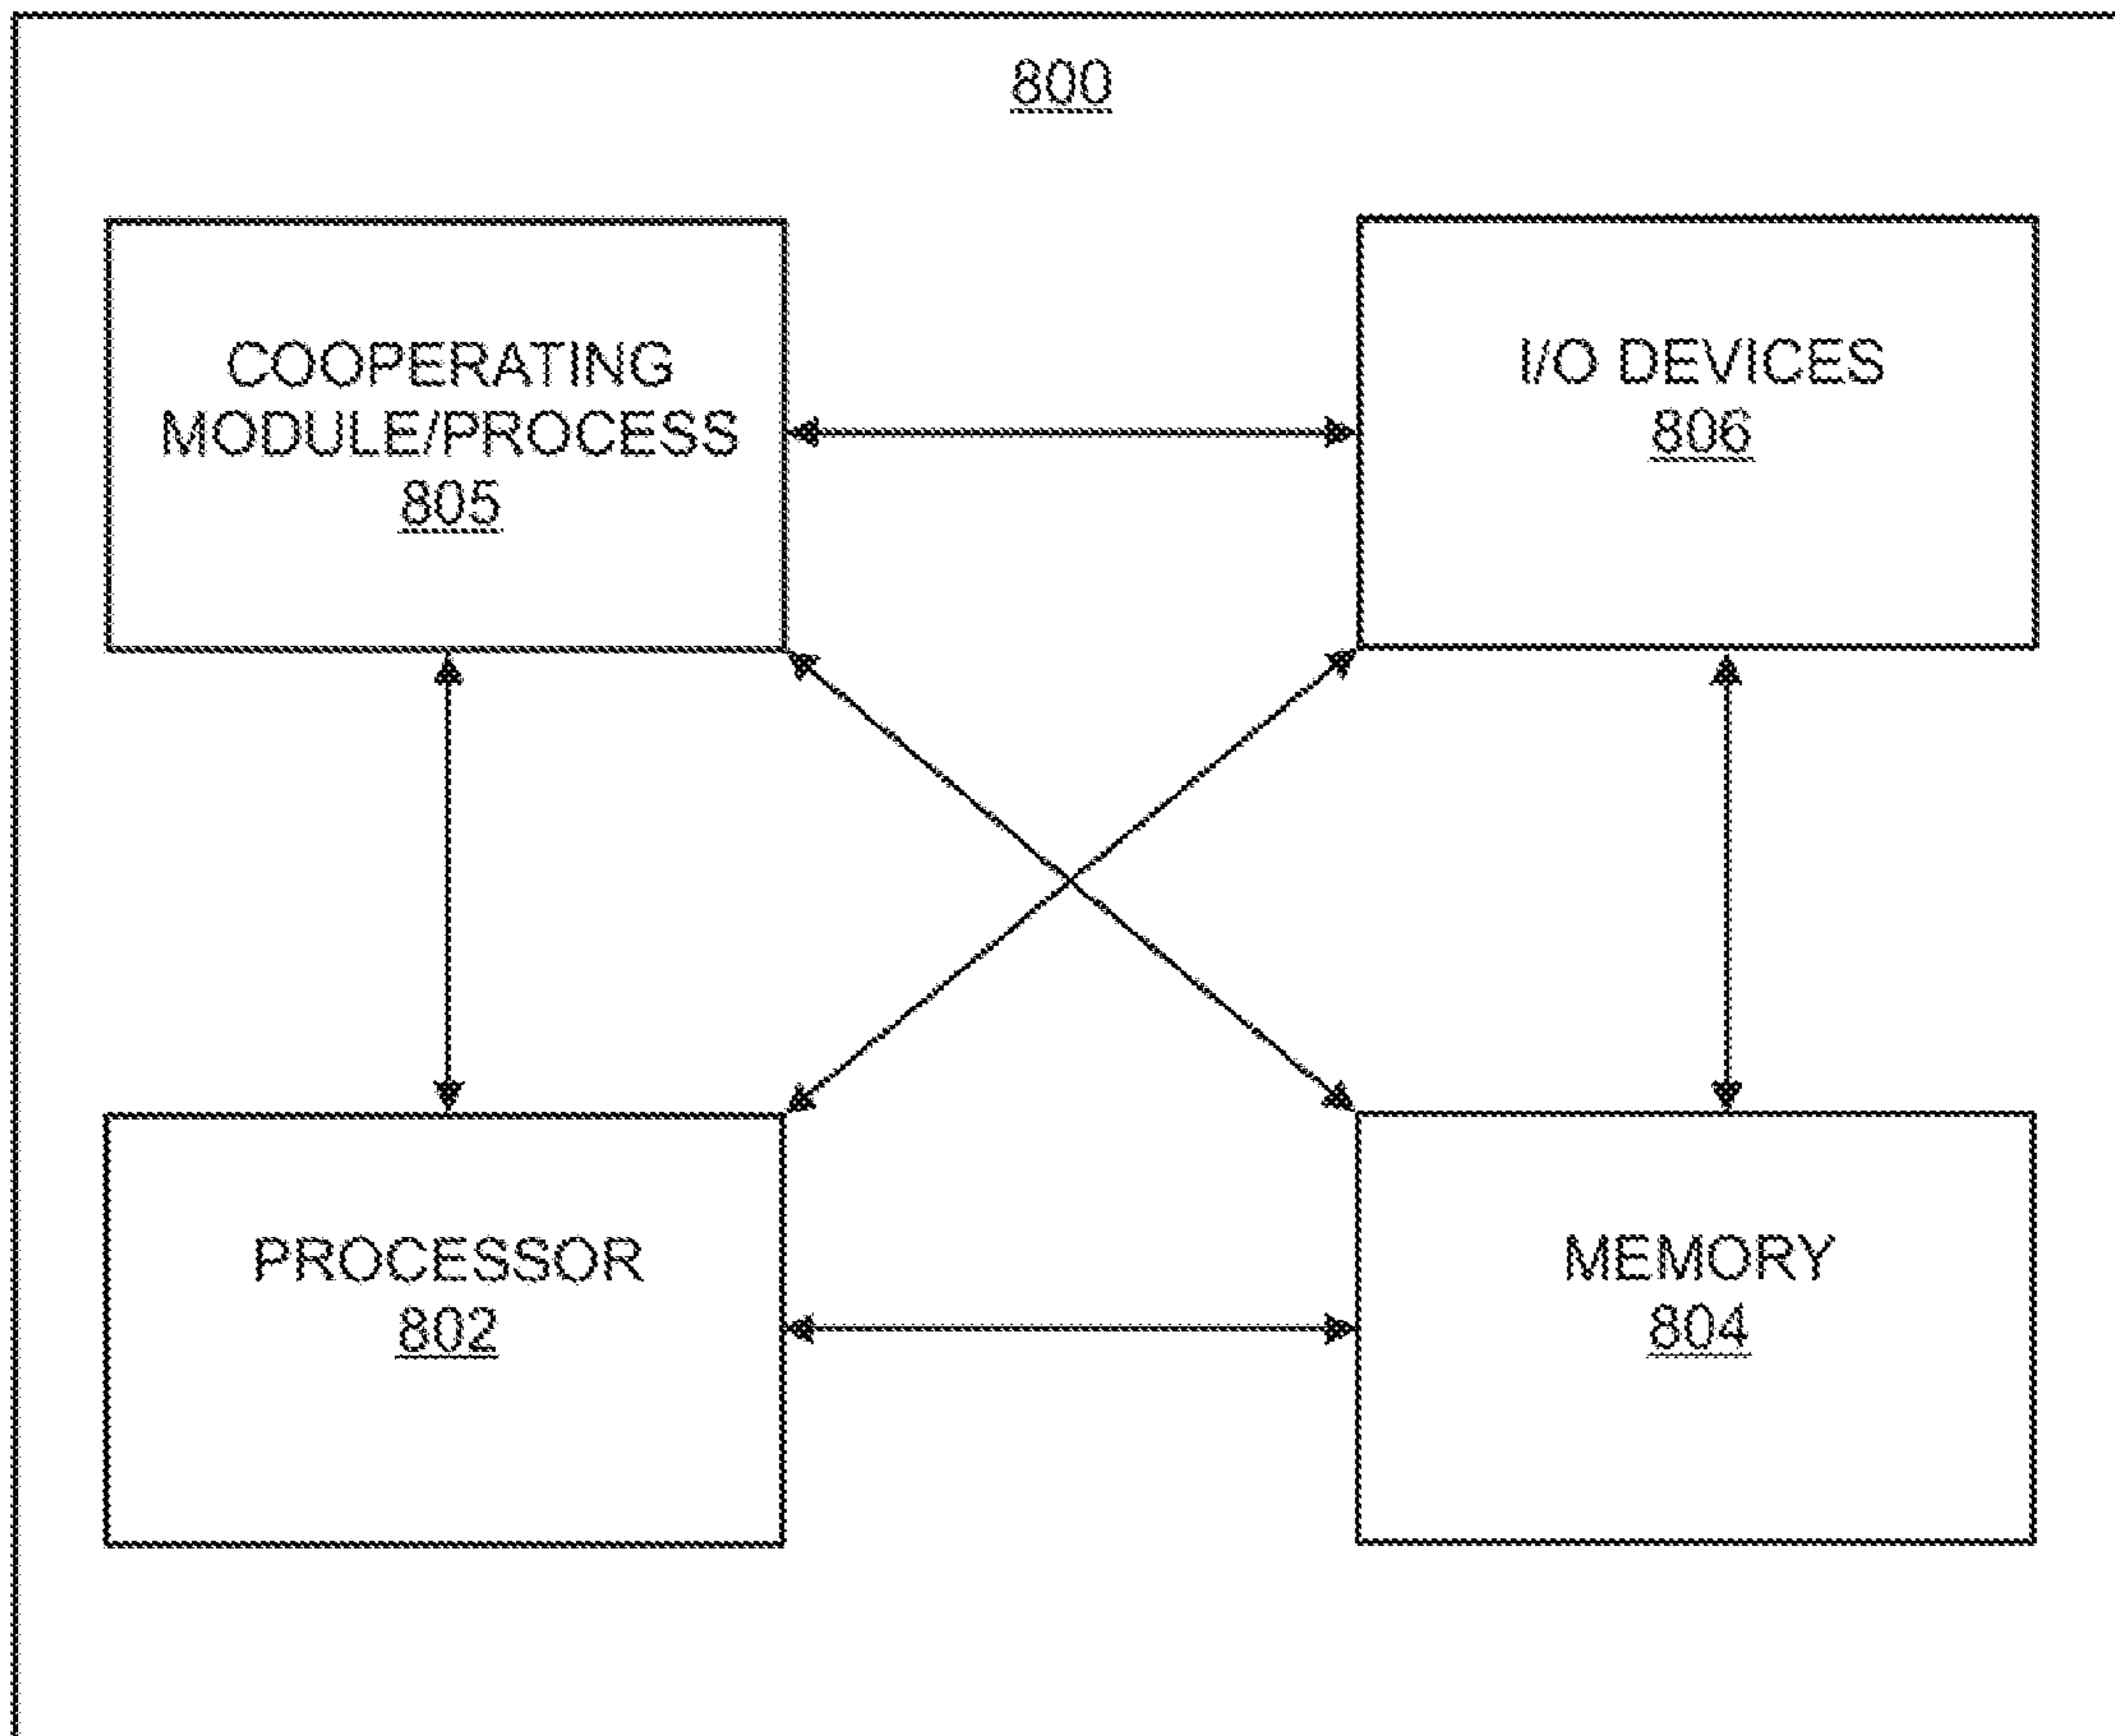 800
COOPERATING
MODULE/PROCESS
805
I/O DEVICES
806
PROCESSOR
802
MEMORY
804